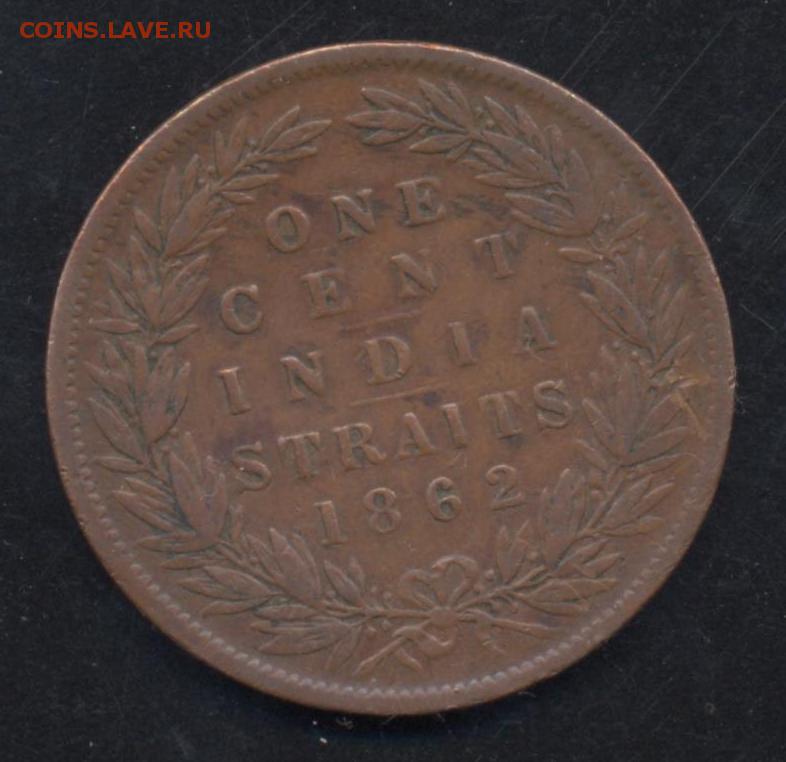 COINS.LAVE.RU
ONE
CENT
INDIA
STRAITS
1862